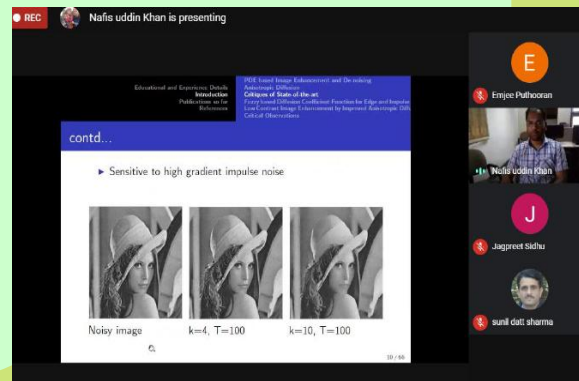 REC
Nafis uddin Khan is presenting
Educational and Experience Details
Introduction
Publications so far
References
PDE based Image Enhancement and De-noising
Anisotropic Diffusion
Critiques of State-of-the-art
Fuzzy based Diffusion Coefficient Function for Edge and Impulse
Low Contrast Image Enhancement by Improved Anisotropic Diff
Critical Observations
contd...
Sensitive to high gradient impulse noise
Noisy image
k=4, T=100
k=10, T=100
10 / 66
E
Emjee Puthooran
Nafis uddin Khan
J
Jagpreet Sidhu
sunil datt sharma